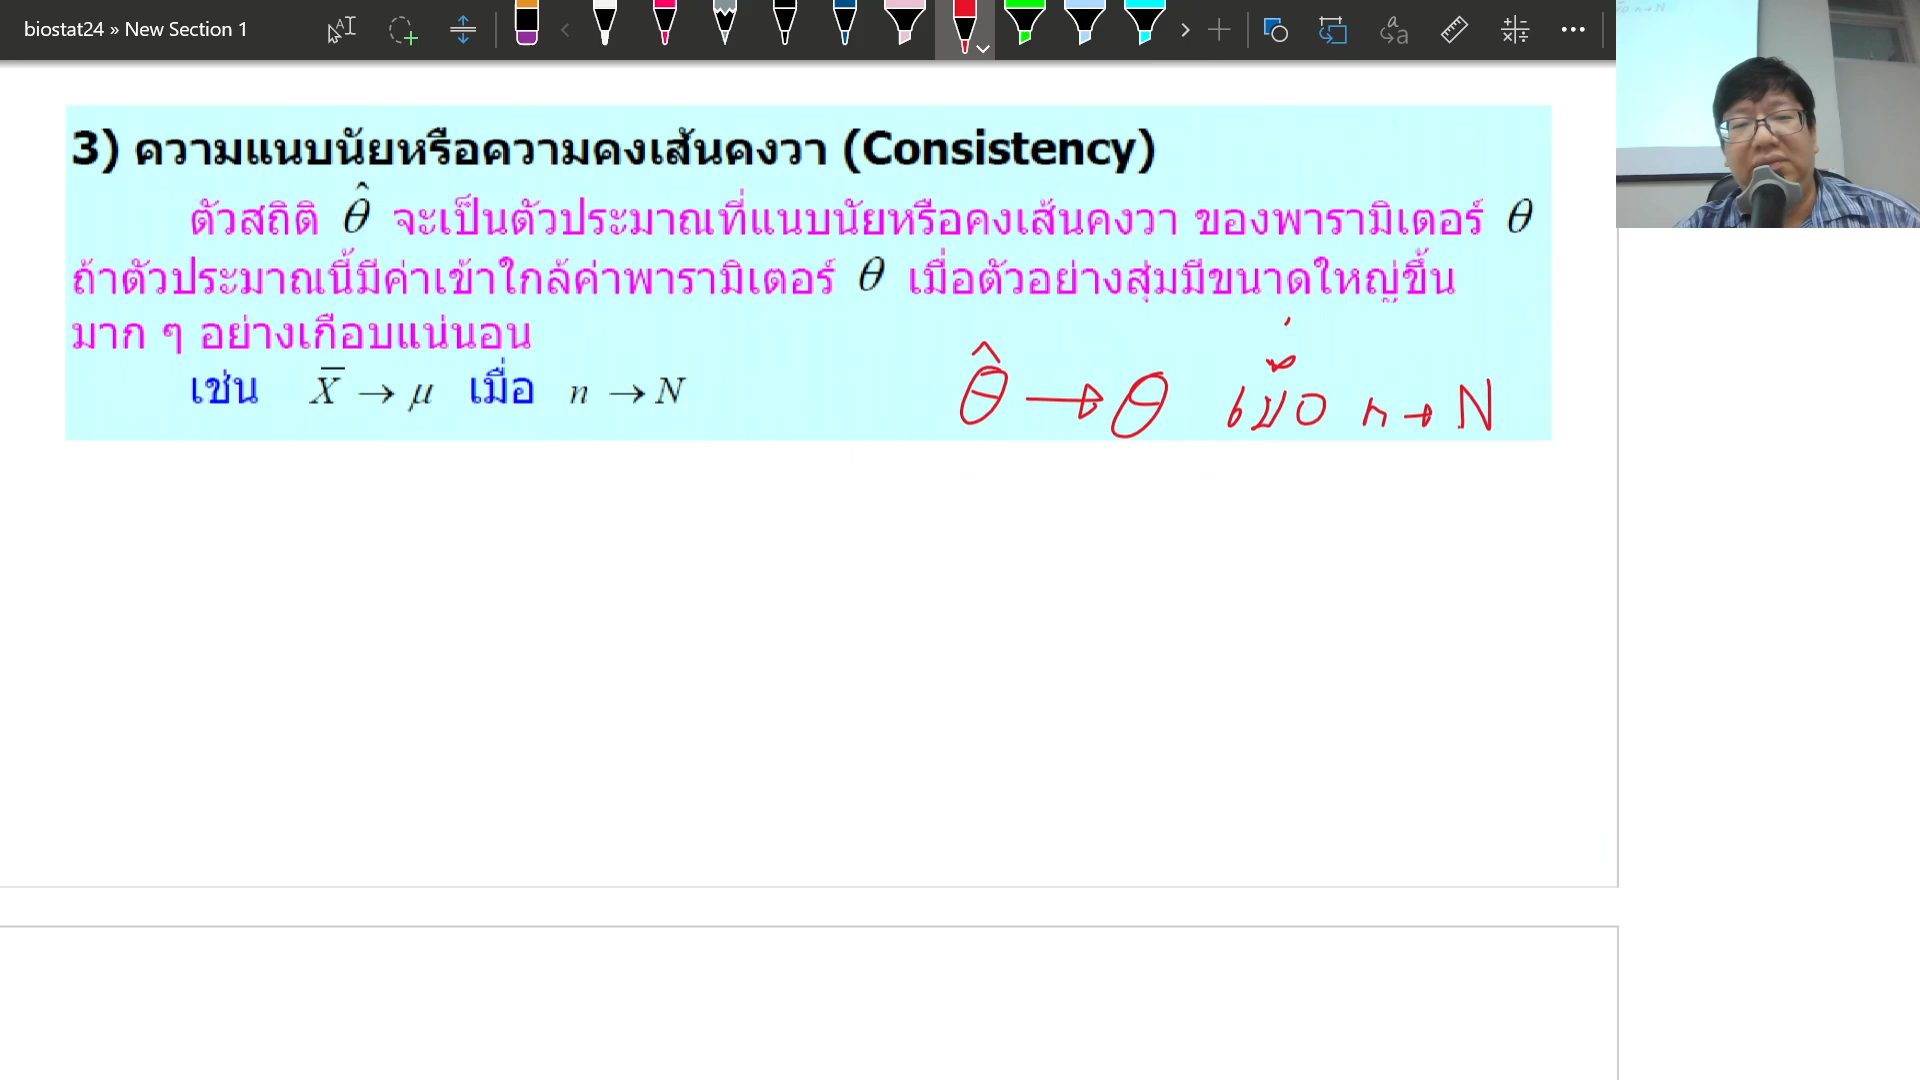 biostat24 » New Section 1
3) ความแนบนัยหรือความคงเส้นคงวา (Consistency)
ตัวสถิติ θ̂ จะเป็นตัวประมาณที่แนบนัยหรือคงเส้นคงวา ของพารามิเตอร์ θ
ถ้าตัวประมาณนี้มีค่าเข้าใกล้ค่าพารามิเตอร์ θ เมื่อตัวอย่างสุ่มมีขนาดใหญ่ขึ้น
มาก ๆ อย่างเกือบแน่นอน
เช่น X̄ → μ เมื่อ n → N
θ̂ → θ เมื่อ n → N